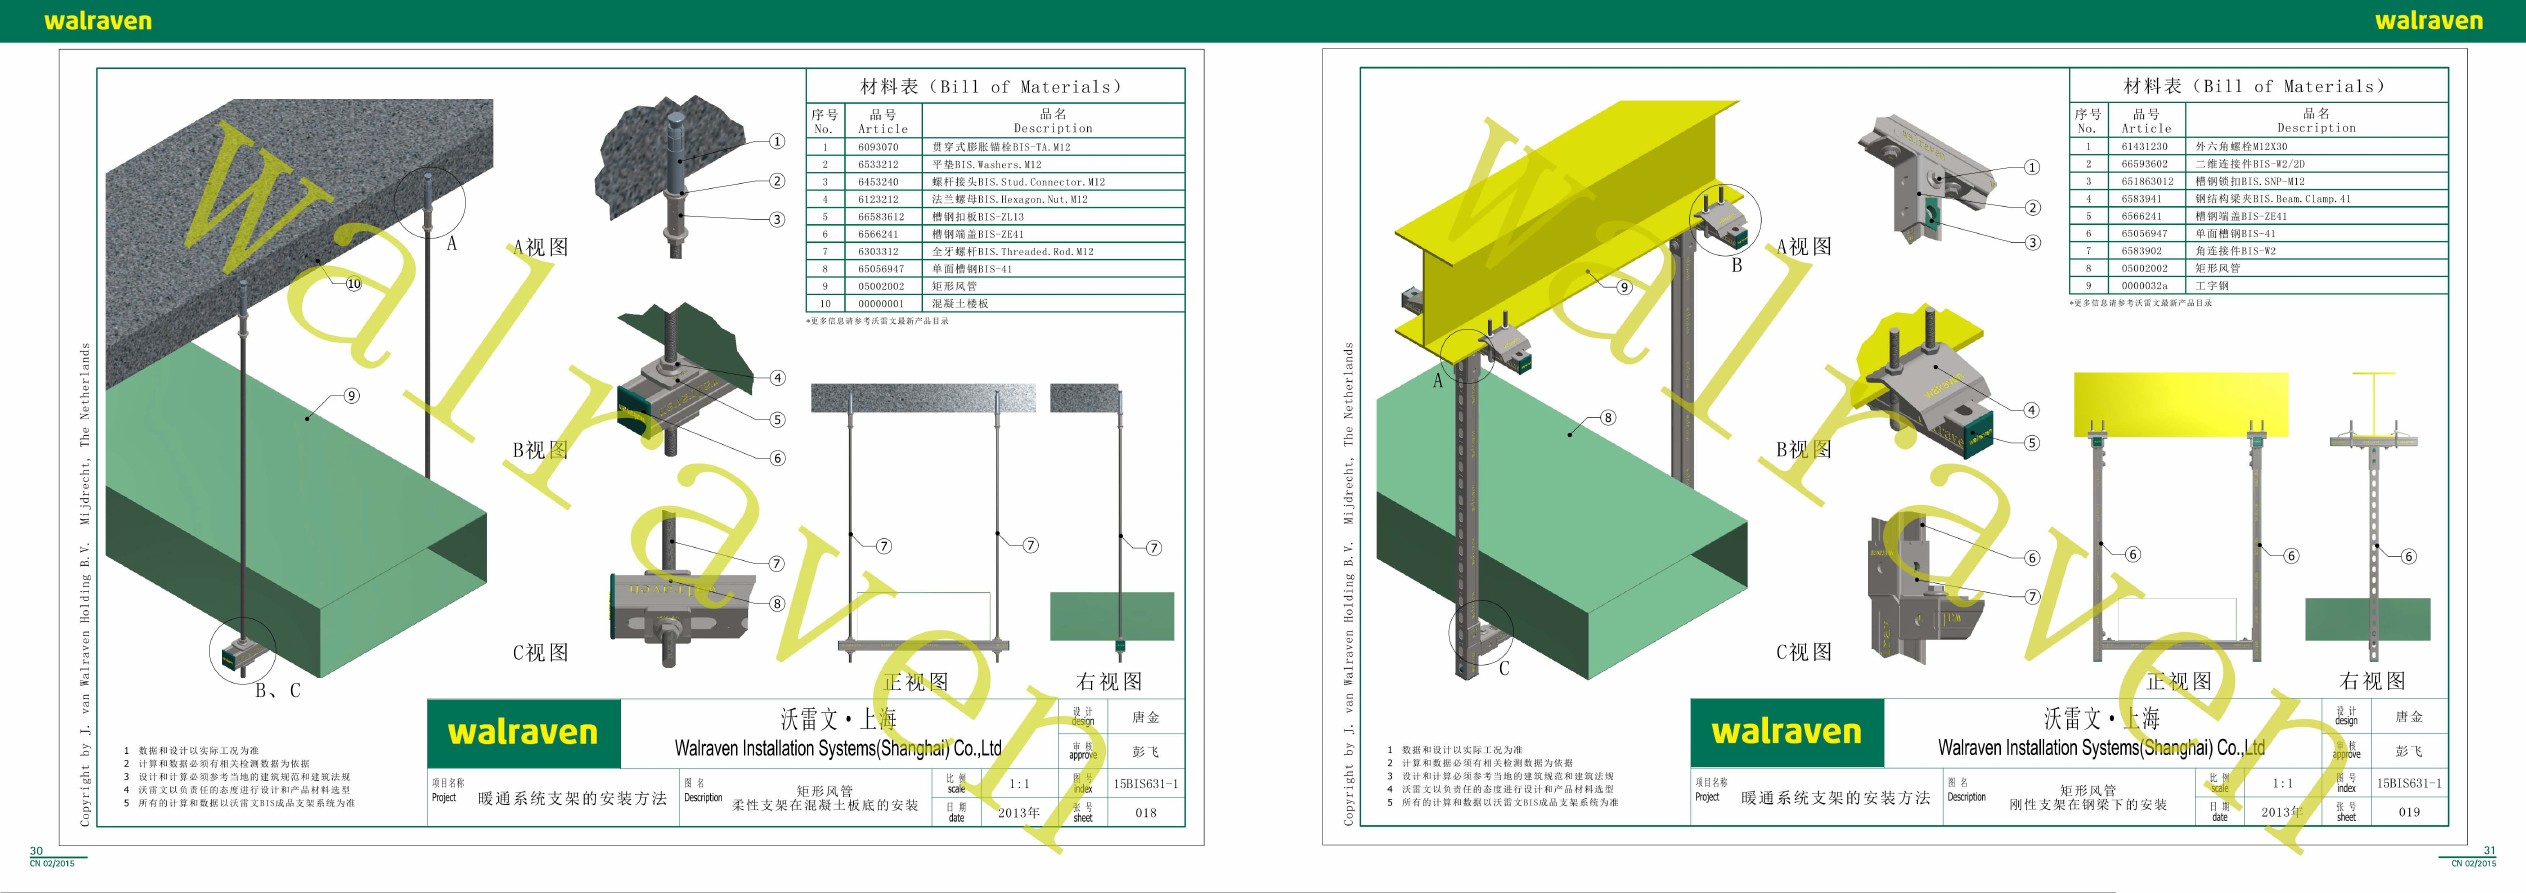 walraven
walraven
材料表（Bill of Materials）
序号 No.
品号 Article
品名 Description
1 6093070 贯穿式膨胀锚栓BIS-TA.M12
2 6533212 平垫BIS.Washers.M12
3 6453240 螺杆接头BIS.Stud.Connector.M12
4 6123212 法兰螺母BIS.Hexagon.Nut.M12
5 66583612 槽钢扣板BIS-ZL13
6 6566241 槽钢端盖BIS-ZE41
7 6303312 全牙螺杆BIS.Threaded.Rod.M12
8 65056947 单面槽钢BIS-41
9 05002002 矩形风管
10 00000001 混凝土楼板
*更多信息请参考沃雷文最新产品目录
A
10
9
B、C
A视图
1
2
3
B视图
4
5
6
C视图
7
8
7
7
7
正视图
右视图
walraven
Copyright by J. van Walraven Holding B.V. Mijdrecht, The Netherlands
1 数据和设计以实际工况为准
2 计算和数据必须有相关检测数据为依据
3 设计和计算必须参考当地的建筑规范和建筑法规
4 沃雷文以负责任的态度进行设计和产品材料选型
5 所有的计算和数据以沃雷文BIS成品支架系统为准
walraven
沃雷文·上海
Walraven Installation Systems(Shanghai) Co.,Ltd
设计 design 唐金
审核 approve 彭飞
项目名称 Project 暖通系统支架的安装方法
图名 Description 矩形风管
柔性支架在混凝土板底的安装
比例 scale 1:1
图号 index 15BIS631-1
日期 date 2013年
张号 sheet 018
30
CN 02/2015
材料表（Bill of Materials）
序号 No.
品号 Article
品名 Description
1 61431230 外六角螺栓M12X30
2 66593602 二维连接件BIS-W2/2D
3 651863012 槽钢锁扣BIS.SNP-M12
4 6583941 钢结构梁夹BIS.Beam.Clamp.41
5 6566241 槽钢端盖BIS-ZE41
6 65056947 单面槽钢BIS-41
7 6583902 角连接件BIS-W2
8 05002002 矩形风管
9 0000032a 工字钢
*更多信息请参考沃雷文最新产品目录
B
9
A
8
C
A视图
1
2
3
B视图
4
5
C视图
6
7
6
6
6
正视图
右视图
walraven
Copyright by J. van Walraven Holding B.V. Mijdrecht, The Netherlands
1 数据和设计以实际工况为准
2 计算和数据必须有相关检测数据为依据
3 设计和计算必须参考当地的建筑规范和建筑法规
4 沃雷文以负责任的态度进行设计和产品材料选型
5 所有的计算和数据以沃雷文BIS成品支架系统为准
walraven
沃雷文·上海
Walraven Installation Systems(Shanghai) Co.,Ltd
设计 design 唐金
审核 approve 彭飞
项目名称 Project 暖通系统支架的安装方法
图名 Description 矩形风管
刚性支架在钢梁下的安装
比例 scale 1:1
图号 index 15BIS631-1
日期 date 2013年
张号 sheet 019
31
CN 02/2015